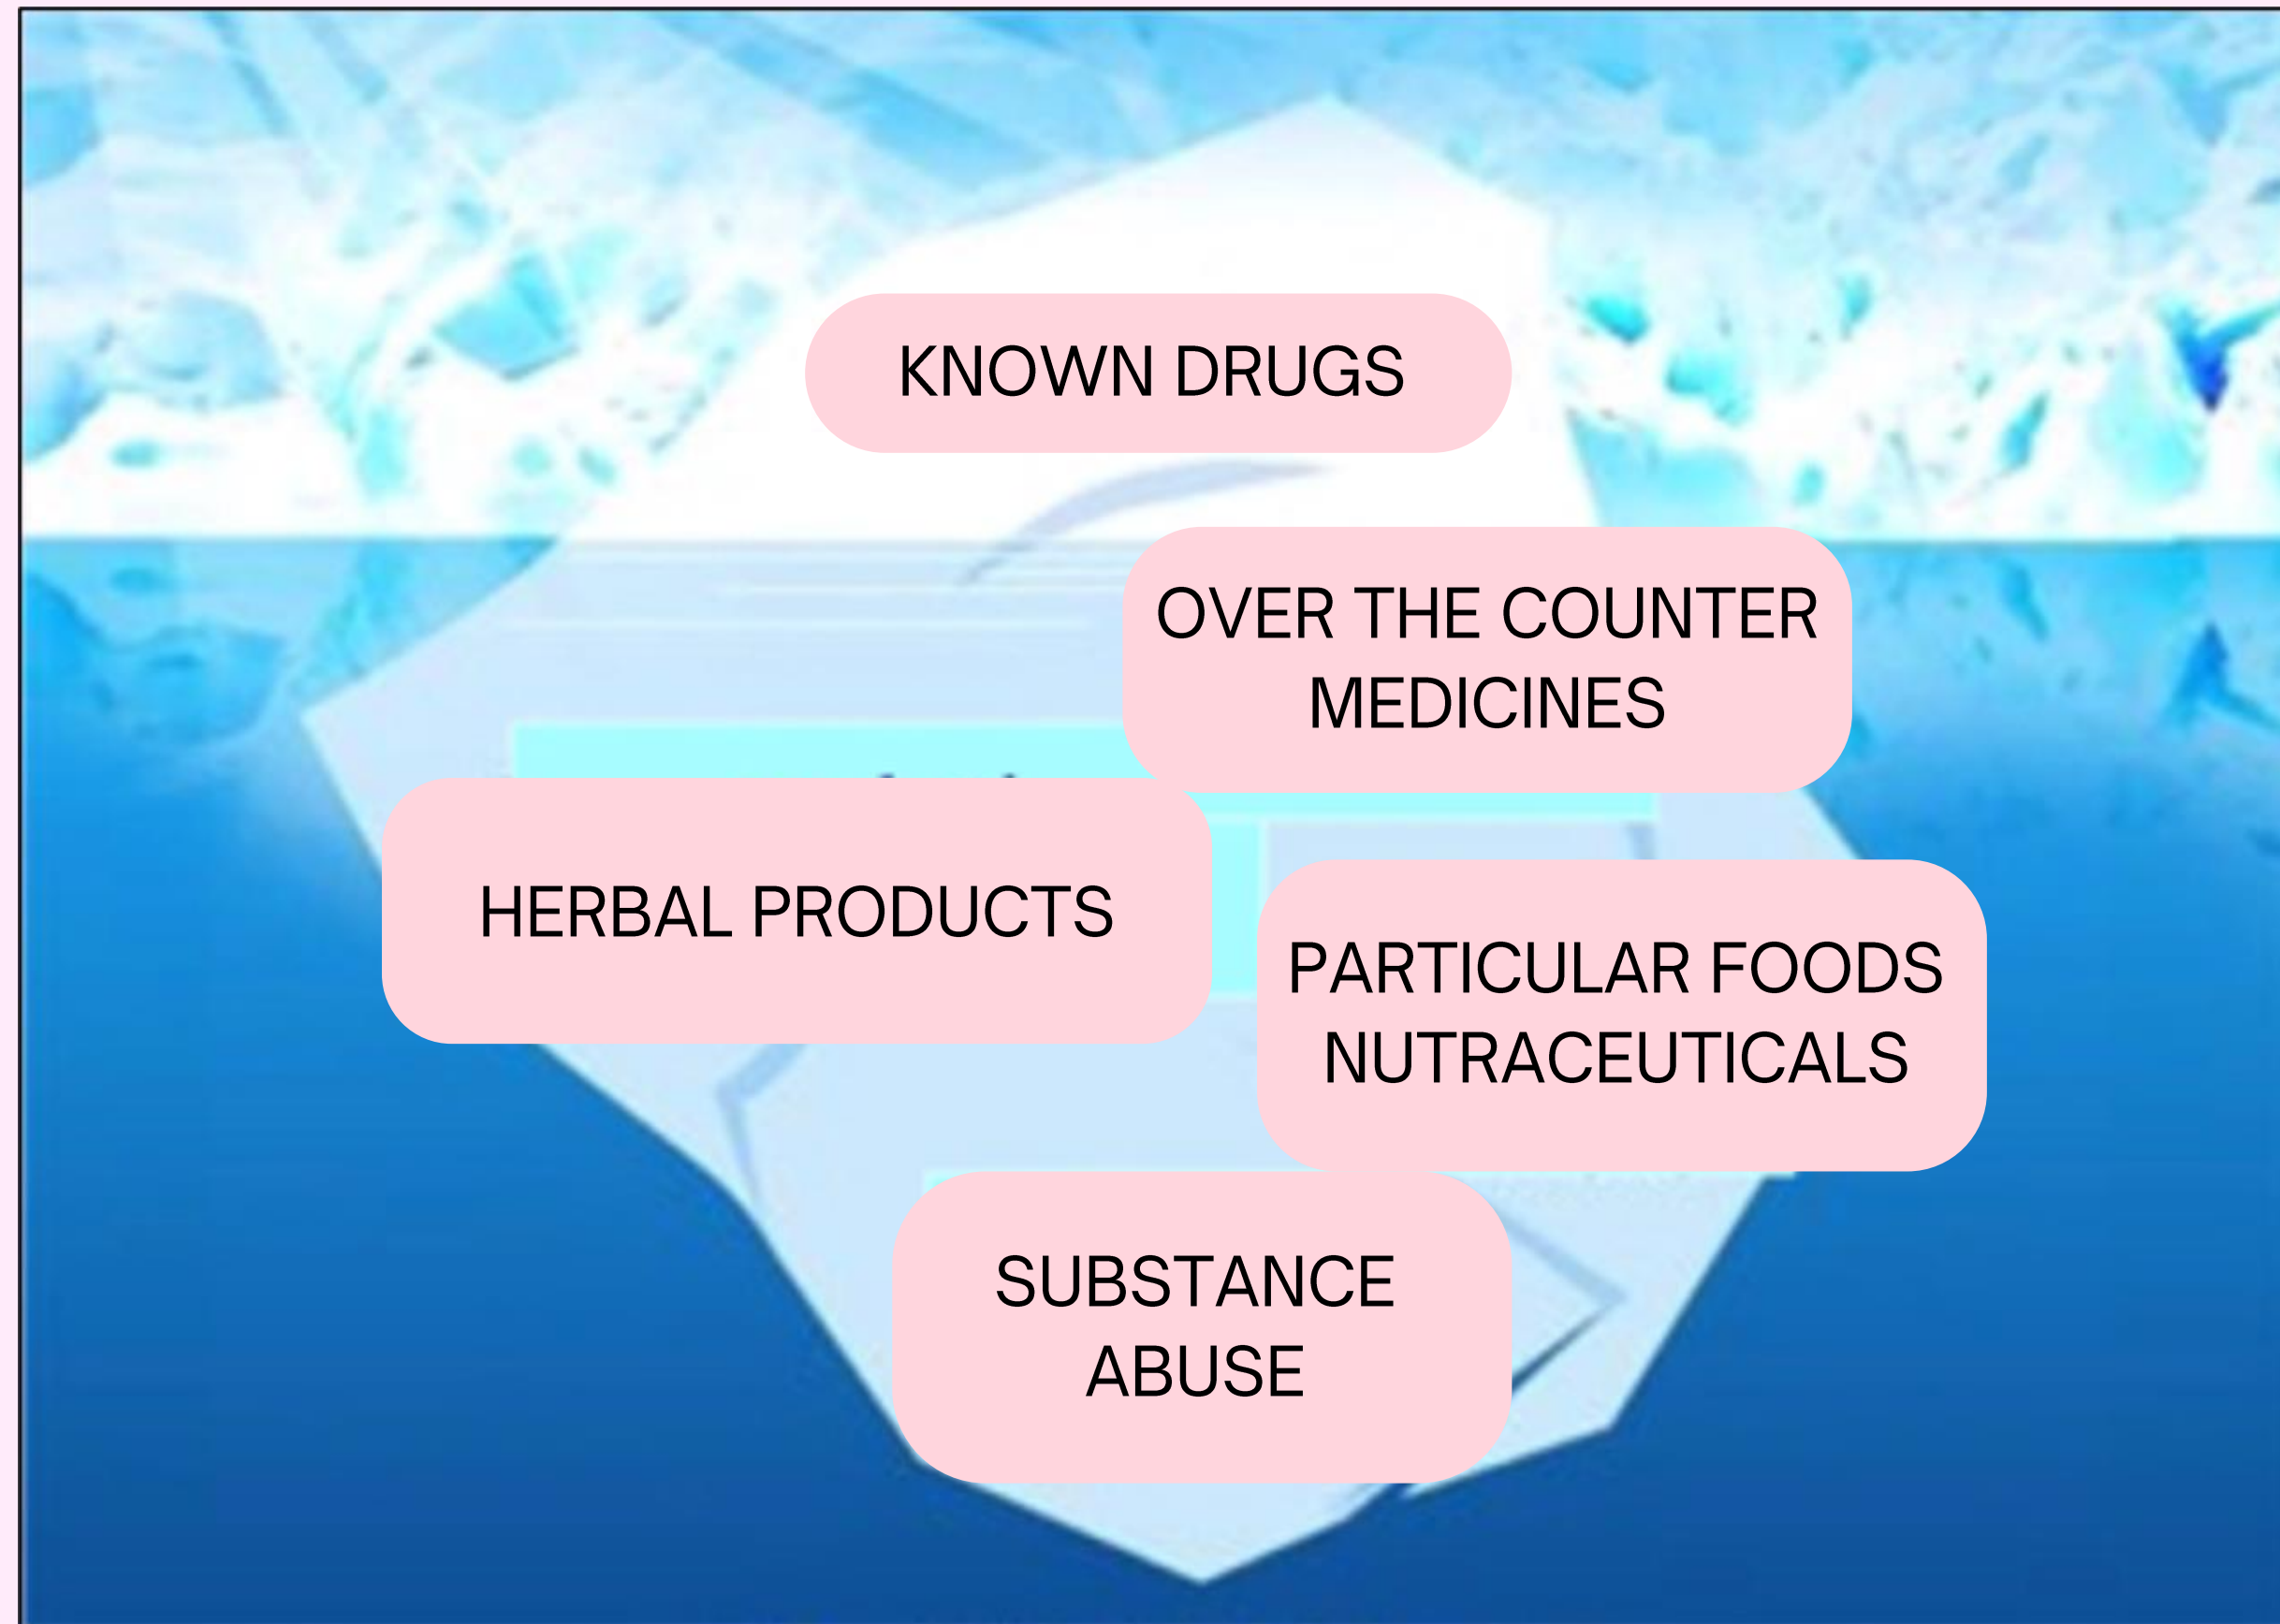 KNOWN DRUGS
OVER THE COUNTER
MEDICINES
HERBAL PRODUCTS
PARTICULAR FOODS
NUTRACEUTICALS
SUBSTANCE
ABUSE